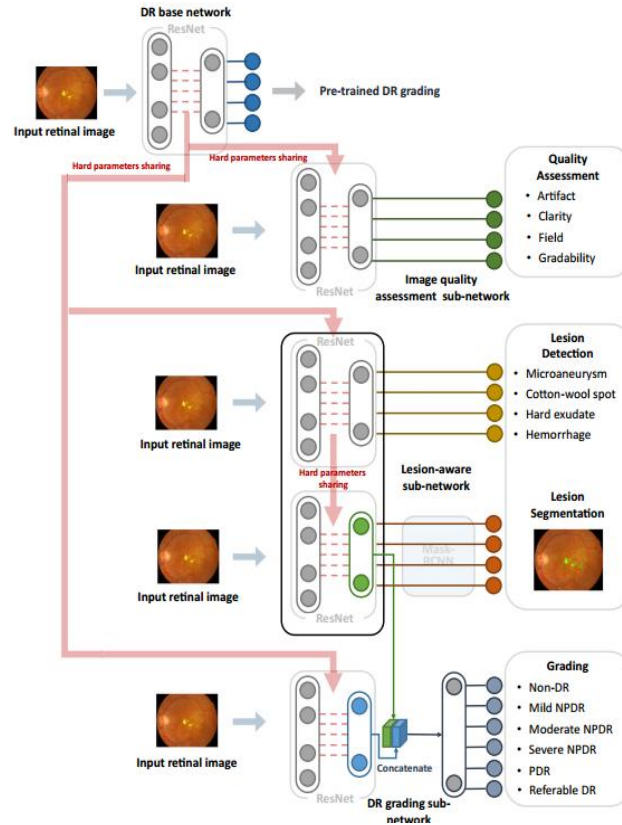 DR base network
ResNet
Pre-trained DR grading
Input retinal image
Hard parameters sharing
Hard parameters sharing
Quality
Assessment
• Artifact
• Clarity
• Field
• Gradability
Input retinal image
Image quality
assessment sub-network
ResNet
ResNet
Lesion
Detection
• Microaneurysm
• Cotton-wool spot
• Hard exudate
• Hemorrhage
Input retinal image
Hard parameters
sharing
Lesion-aware
sub-network
Lesion
Segmentation
Mask-
RCNN
Input retinal image
ResNet
Grading
• Non-DR
• Mild NPDR
• Moderate NPDR
• Severe NPDR
• PDR
• Referable DR
Input retinal image
Concatenate
ResNet
DR grading sub-
network